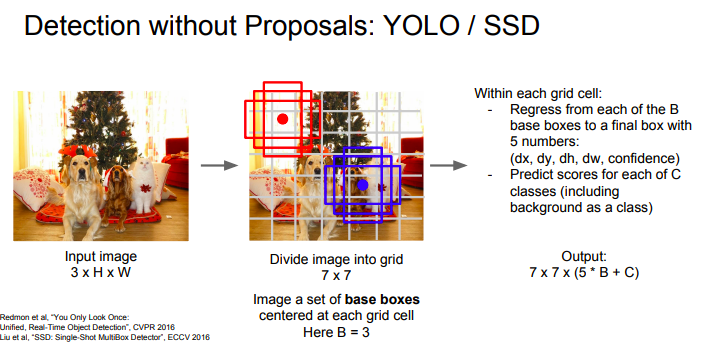 Detection without Proposals: YOLO / SSD
Input image
3 x H x W
Redmon et al, "You Only Look Once:
Unified, Real-Time Object Detection", CVPR 2016
Liu et al, "SSD: Single-Shot MultiBox Detector", ECCV 2016
Divide image into grid
7 x 7
Image a set of base boxes
centered at each grid cell
Here B = 3
Within each grid cell:
- Regress from each of the B
base boxes to a final box with
5 numbers:
(dx, dy, dh, dw, confidence)
- Predict scores for each of C
classes (including
background as a class)
Output:
7 x 7 x (5 * B + C)